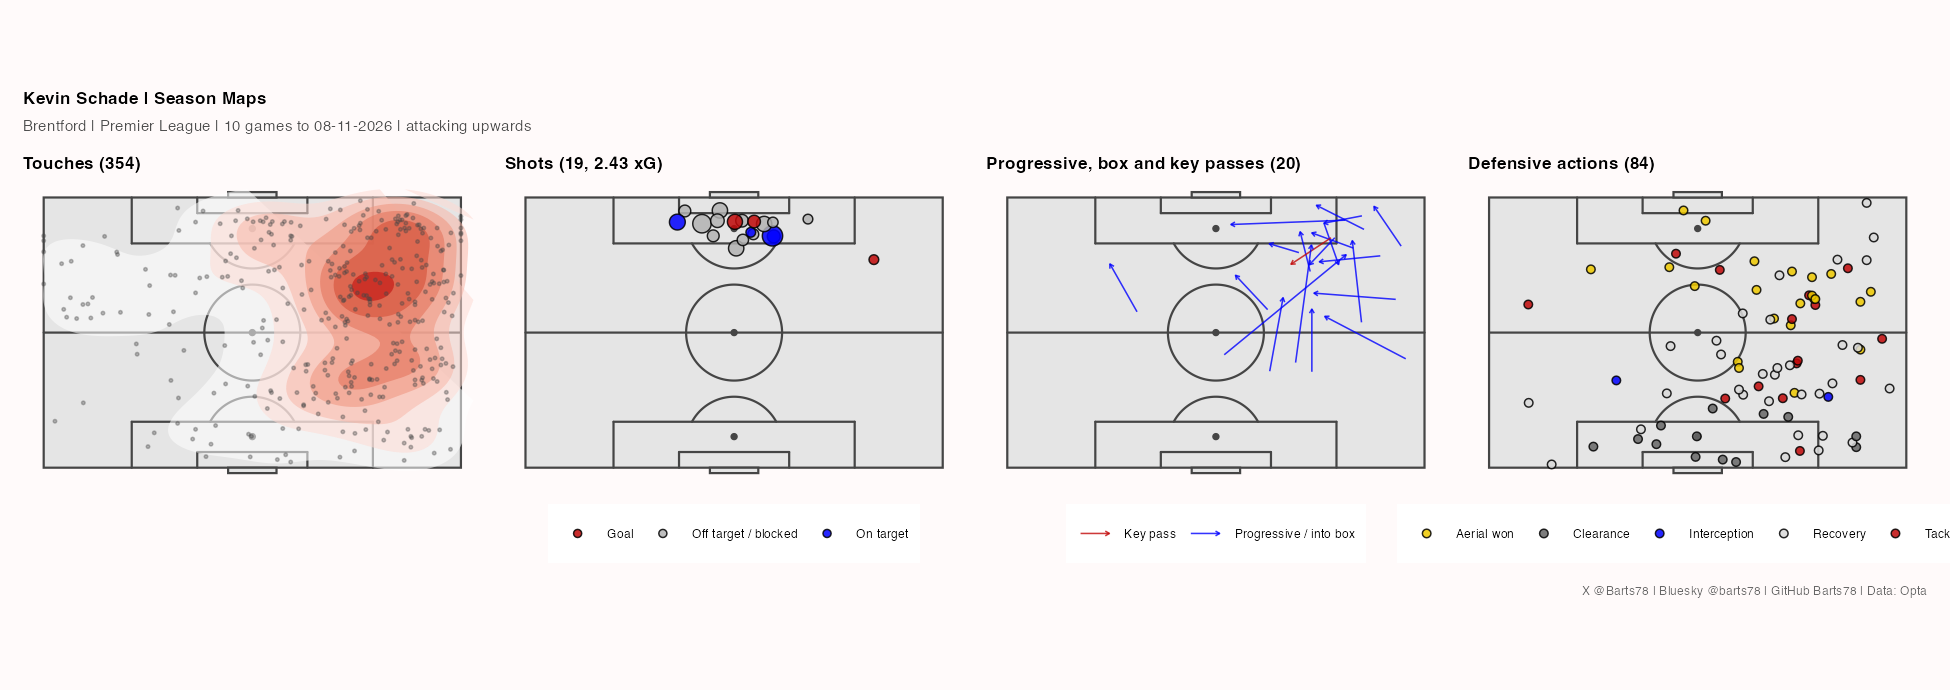 Kevin Schade | Season Maps
Brentford | Premier League | 10 games to 08-11-2026 | attacking upwards
Touches (354)
Shots (19, 2.43 xG)
Progressive, box and key passes (20)
Defensive actions (84)
Goal
Off target / blocked
On target
Key pass
Progressive / into box
Aerial won
Clearance
Interception
Recovery
Tack
X @Barts78 | Bluesky @barts78 | GitHub Barts78 | Data: Opta